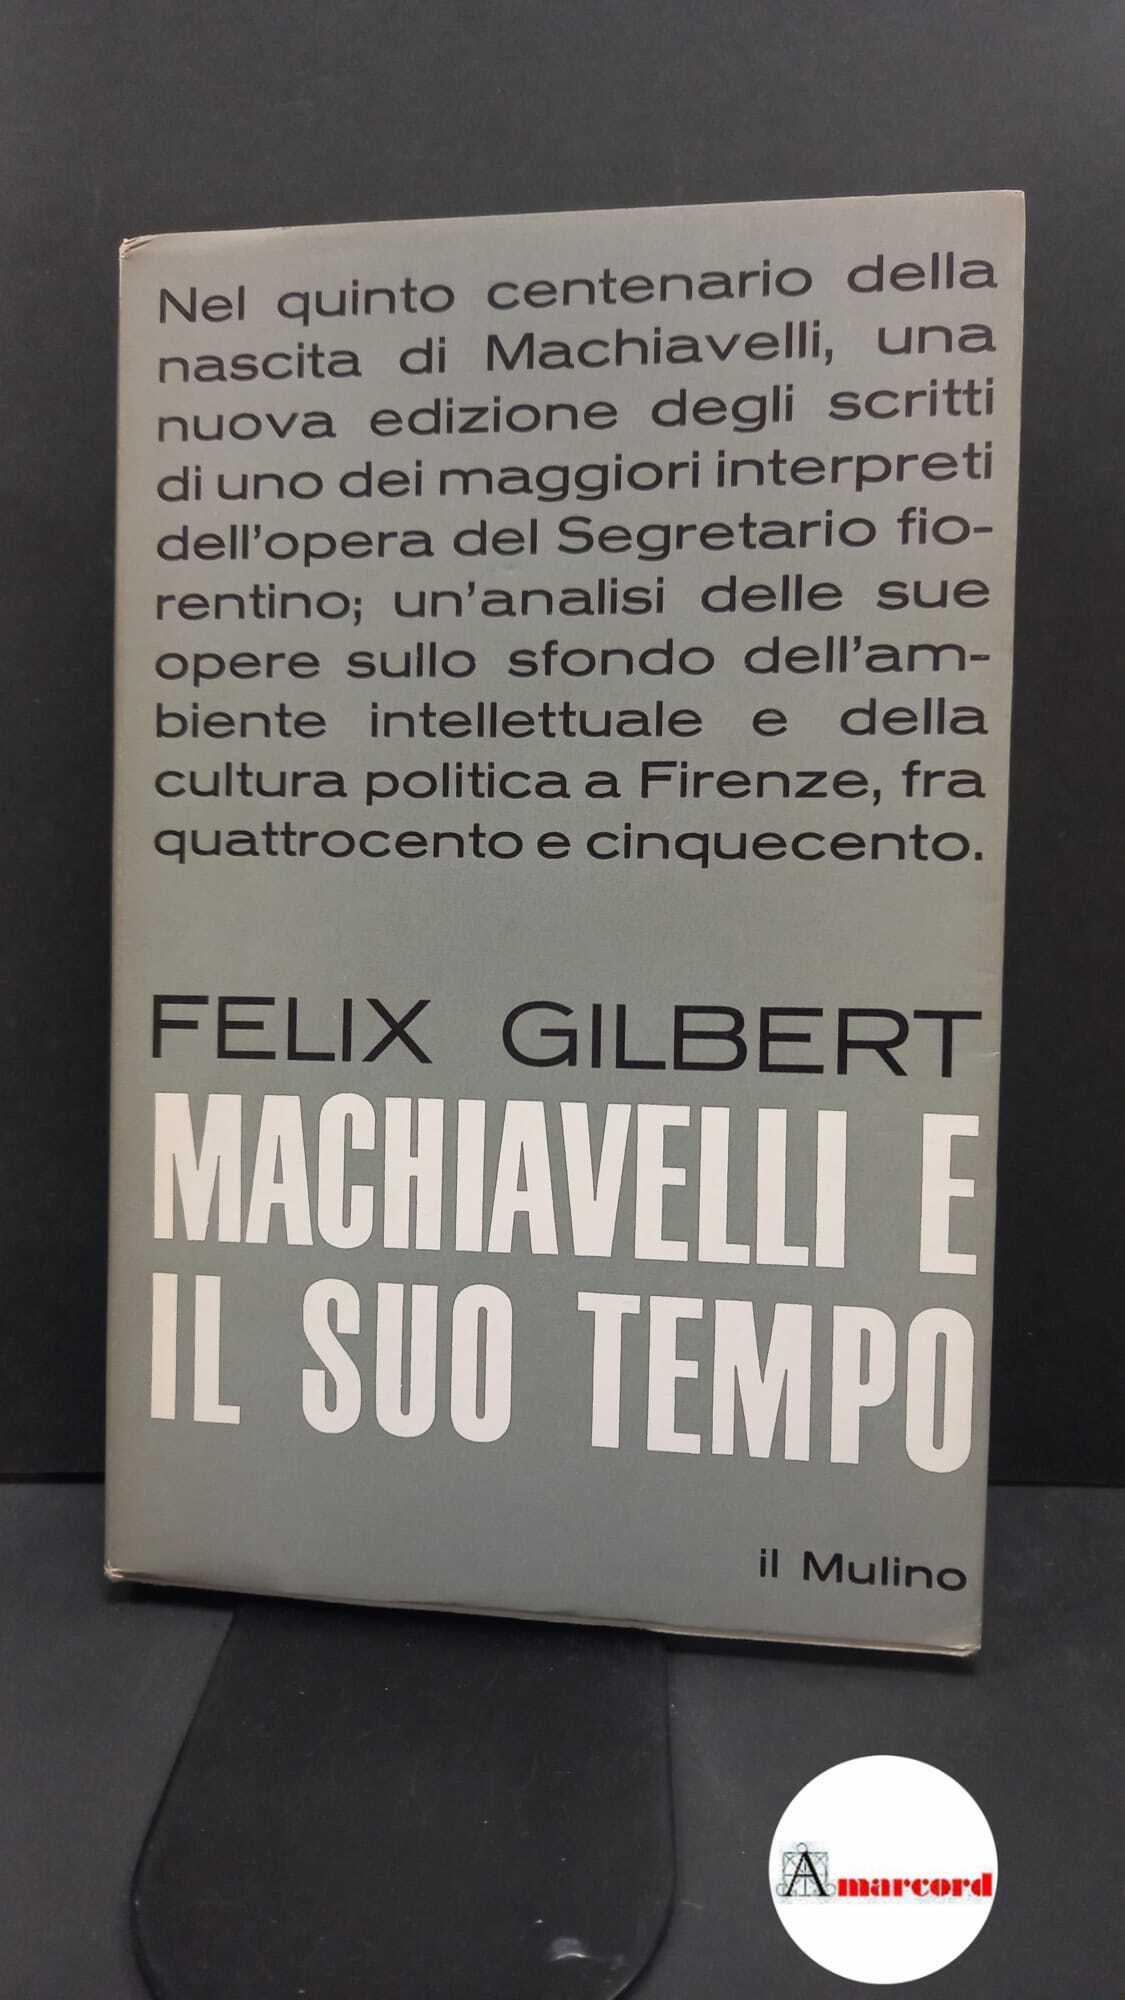 Nel quinto centenario della
nascita di Machiavelli, una
nuova edizione degli scritti
di uno dei maggiori interpreti
dell'opera del Segretario fio-
rentino; un'analisi delle sue
opere sullo sfondo dell'am-
biente intellettuale e della
cultura politica a Firenze, fra
quattrocento e cinquecento.
FELIX GILBERT
MACHIAVELLI E
IL SUO TEMPO
il Mulino
Amarcord